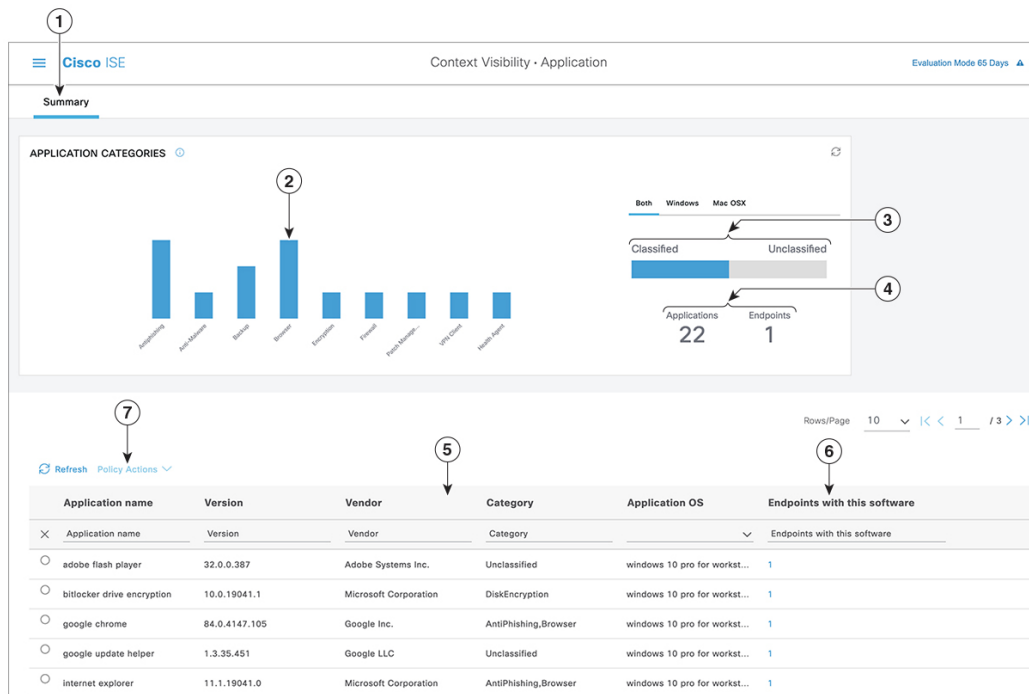 1
Cisco ISE Context Visibility · Application Evaluation Mode 65 Days
Summary
APPLICATION CATEGORIES
2
Both Windows Mac OSX
3
Classified Unclassified
4
Applications Endpoints
22 1
Antiphishing Anti-Malware Backup Browser Encryption Firewall Patch Manage... VPN Client Health Agent
7
Rows/Page 10 1 / 3
5 6
Refresh Policy Actions
Application name Version Vendor Category Application OS Endpoints with this software
Application name Version Vendor Category Endpoints with this software
adobe flash player 32.0.0.387 Adobe Systems Inc. Unclassified windows 10 pro for workst... 1
bitlocker drive encryption 10.0.19041.1 Microsoft Corporation DiskEncryption windows 10 pro for workst... 1
google chrome 84.0.4147.105 Google Inc. AntiPhishing,Browser windows 10 pro for workst... 1
google update helper 1.3.35.451 Google LLC Unclassified windows 10 pro for workst... 1
internet explorer 11.1.19041.0 Microsoft Corporation AntiPhishing,Browser windows 10 pro for workst... 1